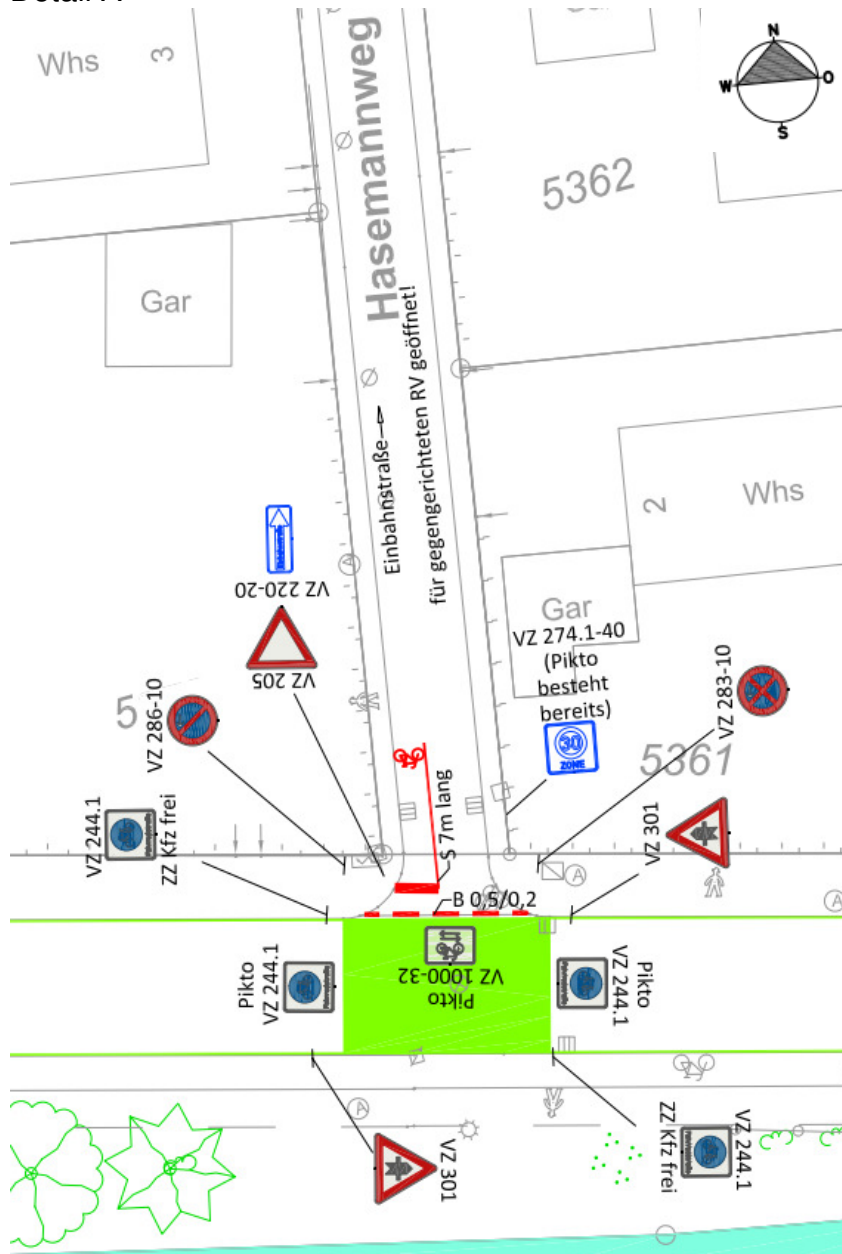 Whs
3
Hasemannweg
N
W
O
S
5362
Gar
Einbahnstraße
für gegengerichteten RV geöffnet!
2
Whs
VZ 220-20
VZ 205
Gar
VZ 274.1-40
(Pikto
besteht
bereits)
30
ZONE
VZ 283-10
5
VZ 286-10
5361
VZ 244.1
ZZ Kfz frei
S 7m lang
VZ 301
A
A
A
B 0,5/0,2
Pikto
VZ 244.1
VZ 1000-32
Pikto
Pikto
VZ 244.1
A
VZ 301
VZ 244.1
ZZ Kfz frei